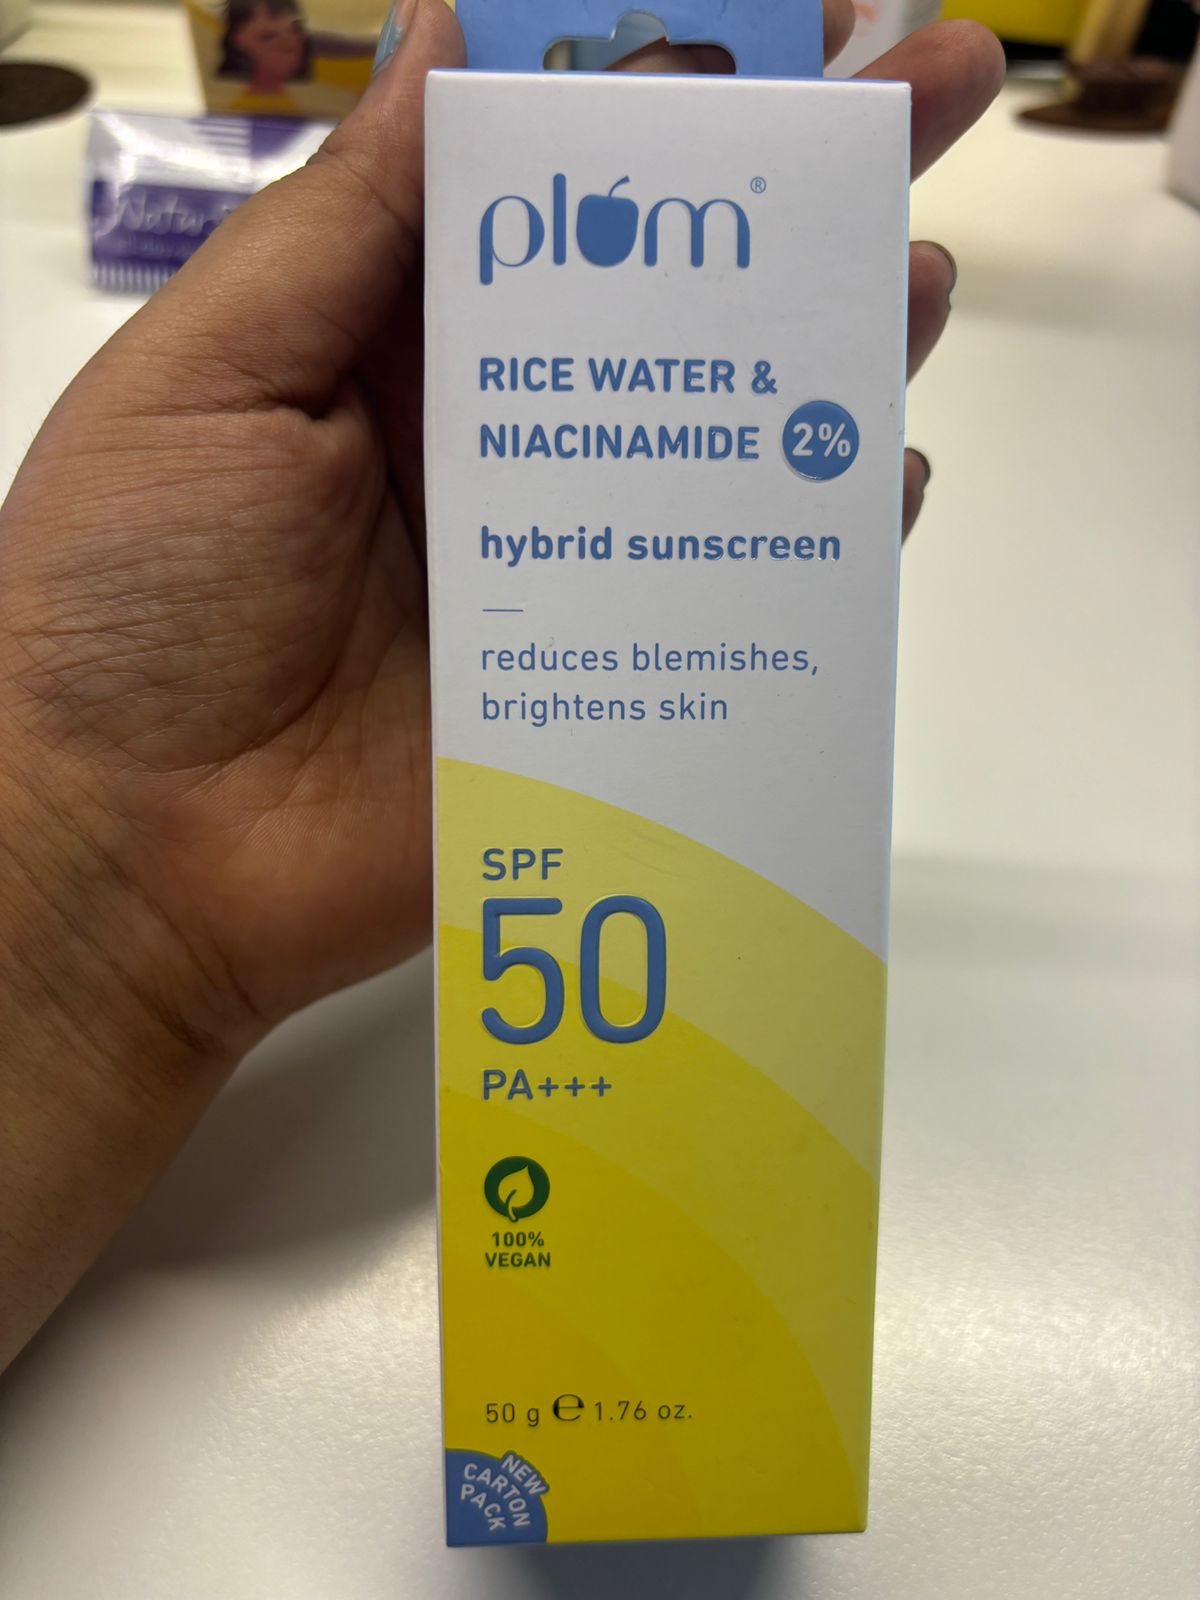 plum®
RICE WATER &
NIACINAMIDE 2%
hybrid sunscreen
reduces blemishes,
brightens skin
SPF
50
PA+++
100%
VEGAN
50 g ℮ 1.76 oz.
NEW
CARTON
PACK